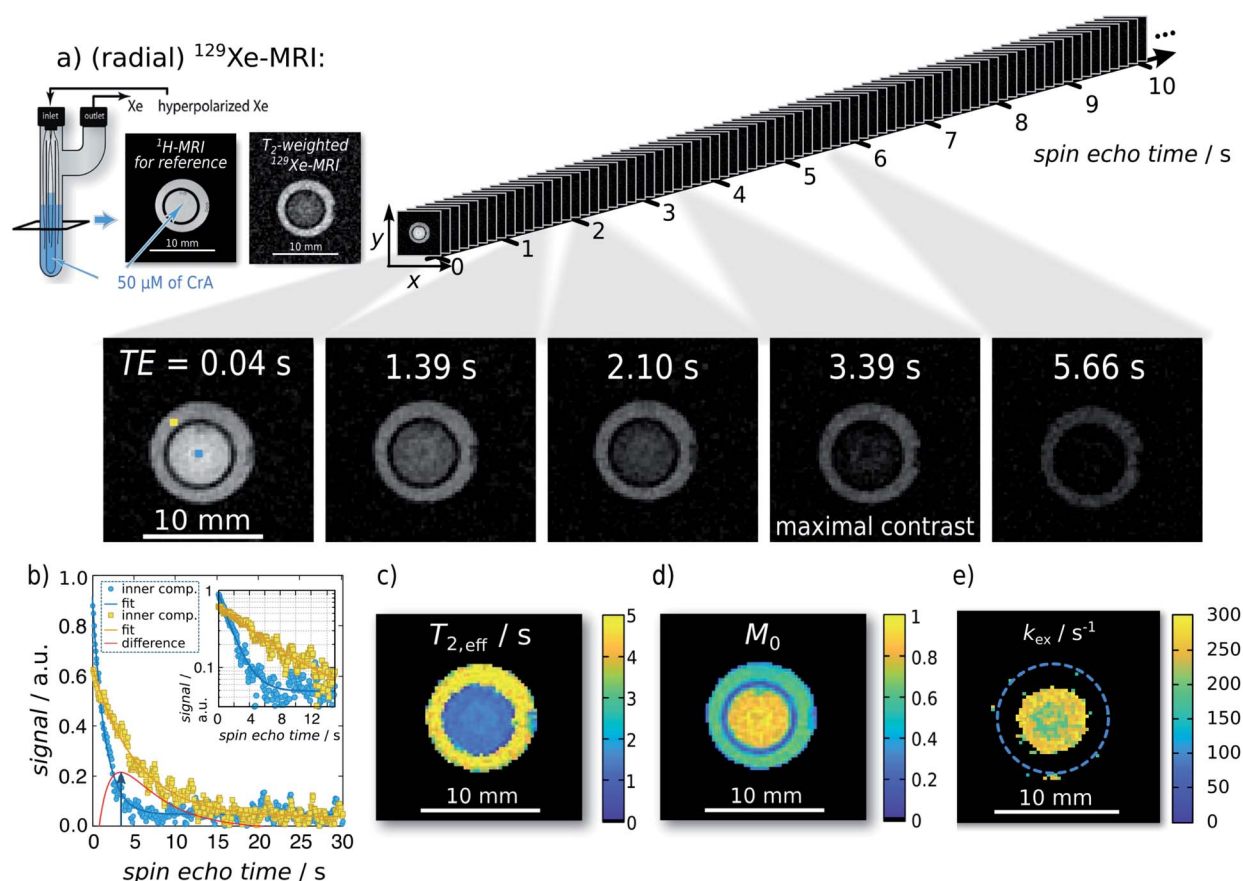 a) (radial) ¹²⁹Xe-MRI:
Xe hyperpolarized Xe
inlet
outlet
¹H-MRI
for reference
10 mm
T₂-weighted
¹²⁹Xe-MRI
10 mm
50 µM of CrA
y
x
0
1
2
3
4
5
6
7
8
9
10
...
spin echo time / s
TE = 0.04 s
10 mm
1.39 s
2.10 s
3.39 s
maximal contrast
5.66 s
b)
signal / a.u.
1.0
0.8
0.6
0.4
0.2
0.0
0 5 10 15 20 25 30
spin echo time / s
inner comp.
fit
inner comp.
fit
difference
signal /
a.u.
1
0.1
0 4 8 12
spin echo time / s
c)
T₂,eff / s
10 mm
5
4
3
2
1
0
d)
M₀
10 mm
1
0.8
0.6
0.4
0.2
0
e)
kex / s⁻¹
10 mm
300
250
200
150
100
50
0